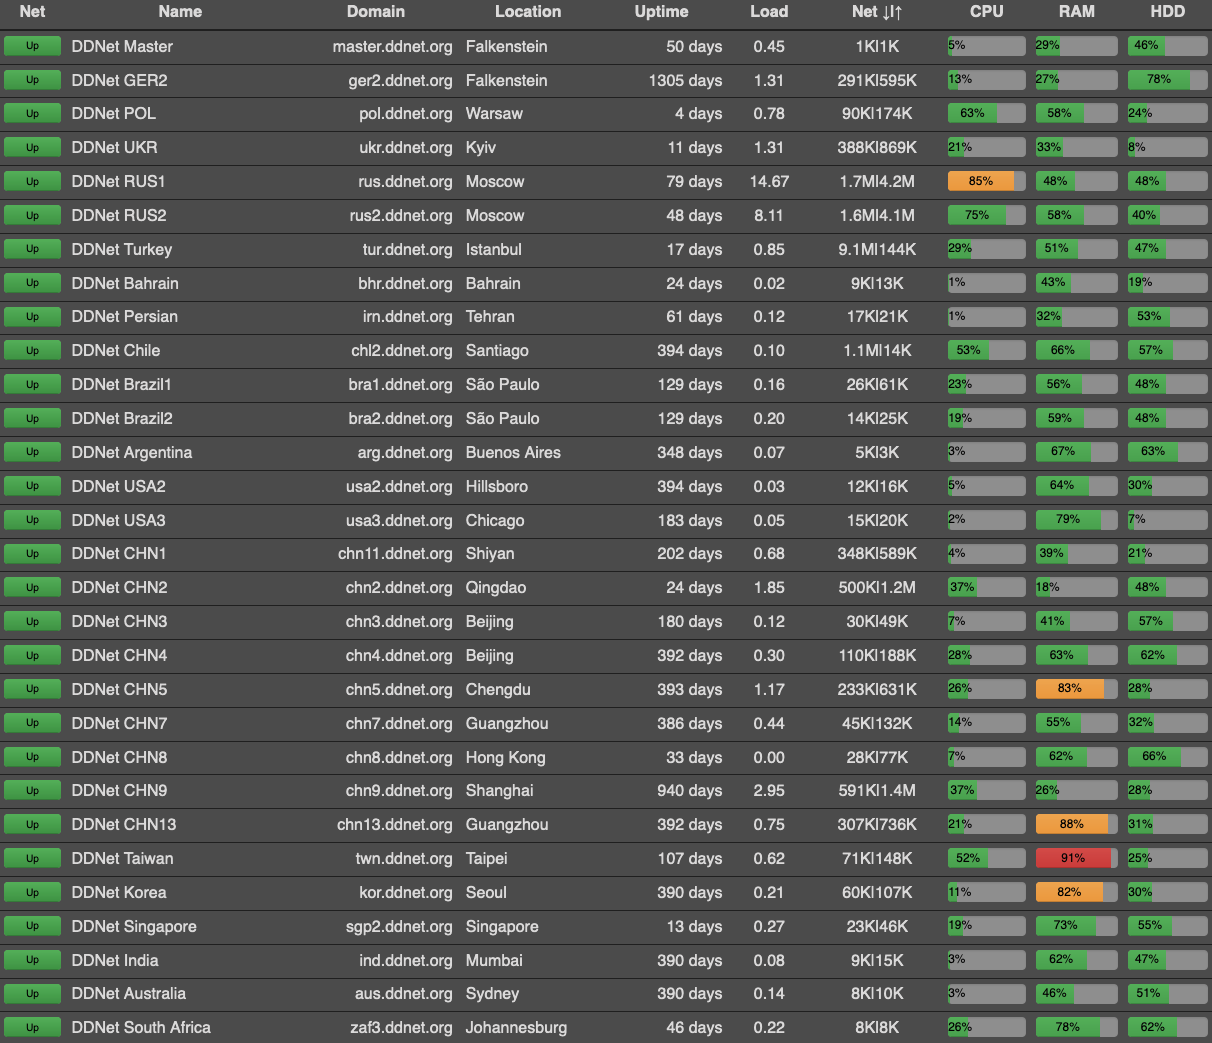 Net Name Domain Location Uptime Load Net ↓|↑ CPU RAM HDD
Up DDNet Master master.ddnet.org Falkenstein 50 days 0.45 1K|1K 5% 29% 46%
Up DDNet GER2 ger2.ddnet.org Falkenstein 1305 days 1.31 291K|595K 13% 27% 78%
Up DDNet POL pol.ddnet.org Warsaw 4 days 0.78 90K|174K 63% 58% 24%
Up DDNet UKR ukr.ddnet.org Kyiv 11 days 1.31 388K|869K 21% 33% 8%
Up DDNet RUS1 rus.ddnet.org Moscow 79 days 14.67 1.7M|4.2M 85% 48% 48%
Up DDNet RUS2 rus2.ddnet.org Moscow 48 days 8.11 1.6M|4.1M 75% 58% 40%
Up DDNet Turkey tur.ddnet.org Istanbul 17 days 0.85 9.1M|144K 29% 51% 47%
Up DDNet Bahrain bhr.ddnet.org Bahrain 24 days 0.02 9K|13K 1% 43% 19%
Up DDNet Persian irn.ddnet.org Tehran 61 days 0.12 17K|21K 1% 32% 53%
Up DDNet Chile chl2.ddnet.org Santiago 394 days 0.10 1.1M|14K 53% 66% 57%
Up DDNet Brazil1 bra1.ddnet.org São Paulo 129 days 0.16 26K|61K 23% 56% 48%
Up DDNet Brazil2 bra2.ddnet.org São Paulo 129 days 0.20 14K|25K 19% 59% 48%
Up DDNet Argentina arg.ddnet.org Buenos Aires 348 days 0.07 5K|3K 3% 67% 63%
Up DDNet USA2 usa2.ddnet.org Hillsboro 394 days 0.03 12K|16K 5% 64% 30%
Up DDNet USA3 usa3.ddnet.org Chicago 183 days 0.05 15K|20K 2% 79% 7%
Up DDNet CHN1 chn11.ddnet.org Shiyan 202 days 0.68 348K|589K 4% 39% 21%
Up DDNet CHN2 chn2.ddnet.org Qingdao 24 days 1.85 500K|1.2M 37% 18% 48%
Up DDNet CHN3 chn3.ddnet.org Beijing 180 days 0.12 30K|49K 7% 41% 57%
Up DDNet CHN4 chn4.ddnet.org Beijing 392 days 0.30 110K|188K 28% 63% 62%
Up DDNet CHN5 chn5.ddnet.org Chengdu 393 days 1.17 233K|631K 26% 83% 28%
Up DDNet CHN7 chn7.ddnet.org Guangzhou 386 days 0.44 45K|132K 14% 55% 32%
Up DDNet CHN8 chn8.ddnet.org Hong Kong 33 days 0.00 28K|77K 7% 62% 66%
Up DDNet CHN9 chn9.ddnet.org Shanghai 940 days 2.95 591K|1.4M 37% 26% 28%
Up DDNet CHN13 chn13.ddnet.org Guangzhou 392 days 0.75 307K|736K 21% 88% 31%
Up DDNet Taiwan twn.ddnet.org Taipei 107 days 0.62 71K|148K 52% 91% 25%
Up DDNet Korea kor.ddnet.org Seoul 390 days 0.21 60K|107K 11% 82% 30%
Up DDNet Singapore sgp2.ddnet.org Singapore 13 days 0.27 23K|46K 19% 73% 55%
Up DDNet India ind.ddnet.org Mumbai 390 days 0.08 9K|15K 3% 62% 47%
Up DDNet Australia aus.ddnet.org Sydney 390 days 0.14 8K|10K 3% 46% 51%
Up DDNet South Africa zaf3.ddnet.org Johannesburg 46 days 0.22 8K|8K 26% 78% 62%